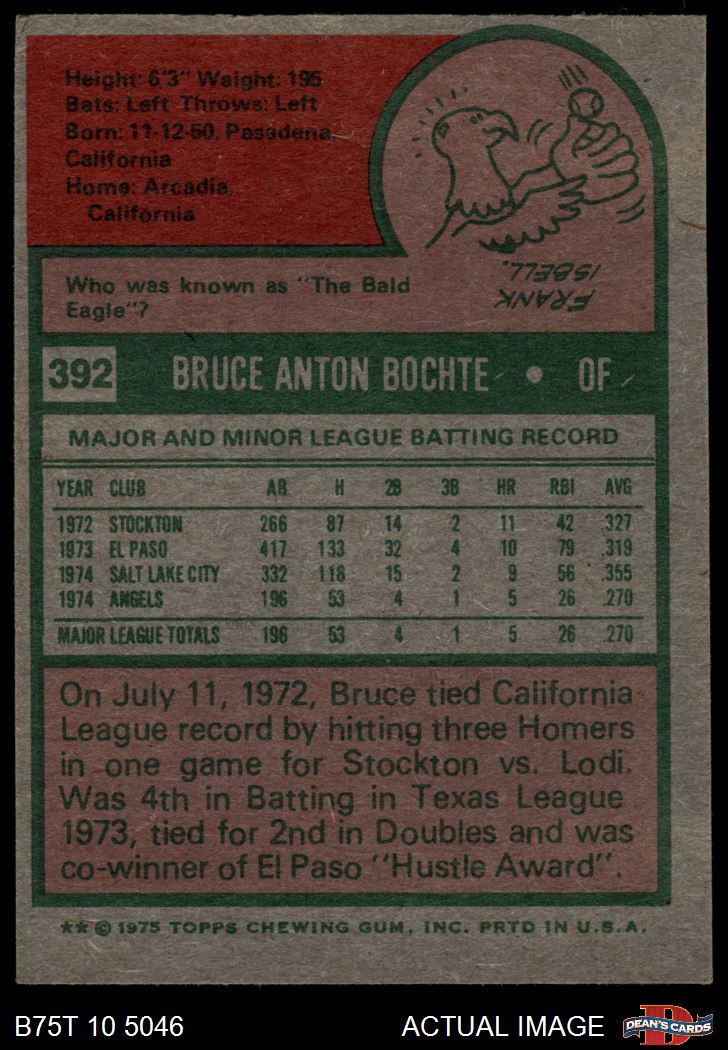 Height: 6'3" Weight: 195
Bats: Left Throws: Left
Born: 11-12-50, Pasadena,
California
Home: Arcadia,
California
Who was known as "The Bald
Eagle"?
FRANK
ISBELL.
392 BRUCE ANTON BOCHTE • OF
MAJOR AND MINOR LEAGUE BATTING RECORD
YEAR CLUB AB H 2B 3B HR RBI AVG
1972 STOCKTON 266 87 14 2 11 42 .327
1973 EL PASO 417 133 32 4 10 79 .319
1974 SALT LAKE CITY 332 118 15 2 9 56 .355
1974 ANGELS 196 53 4 1 5 26 .270
MAJOR LEAGUE TOTALS 196 53 4 1 5 26 .270
On July 11, 1972, Bruce tied California
League record by hitting three Homers
in one game for Stockton vs. Lodi.
Was 4th in Batting in Texas League
1973, tied for 2nd in Doubles and was
co-winner of El Paso "Hustle Award".
** © 1975 TOPPS CHEWING GUM, INC. PRTD IN U.S.A.
B75T 10 5046 ACTUAL IMAGE DEAN'S CARDS